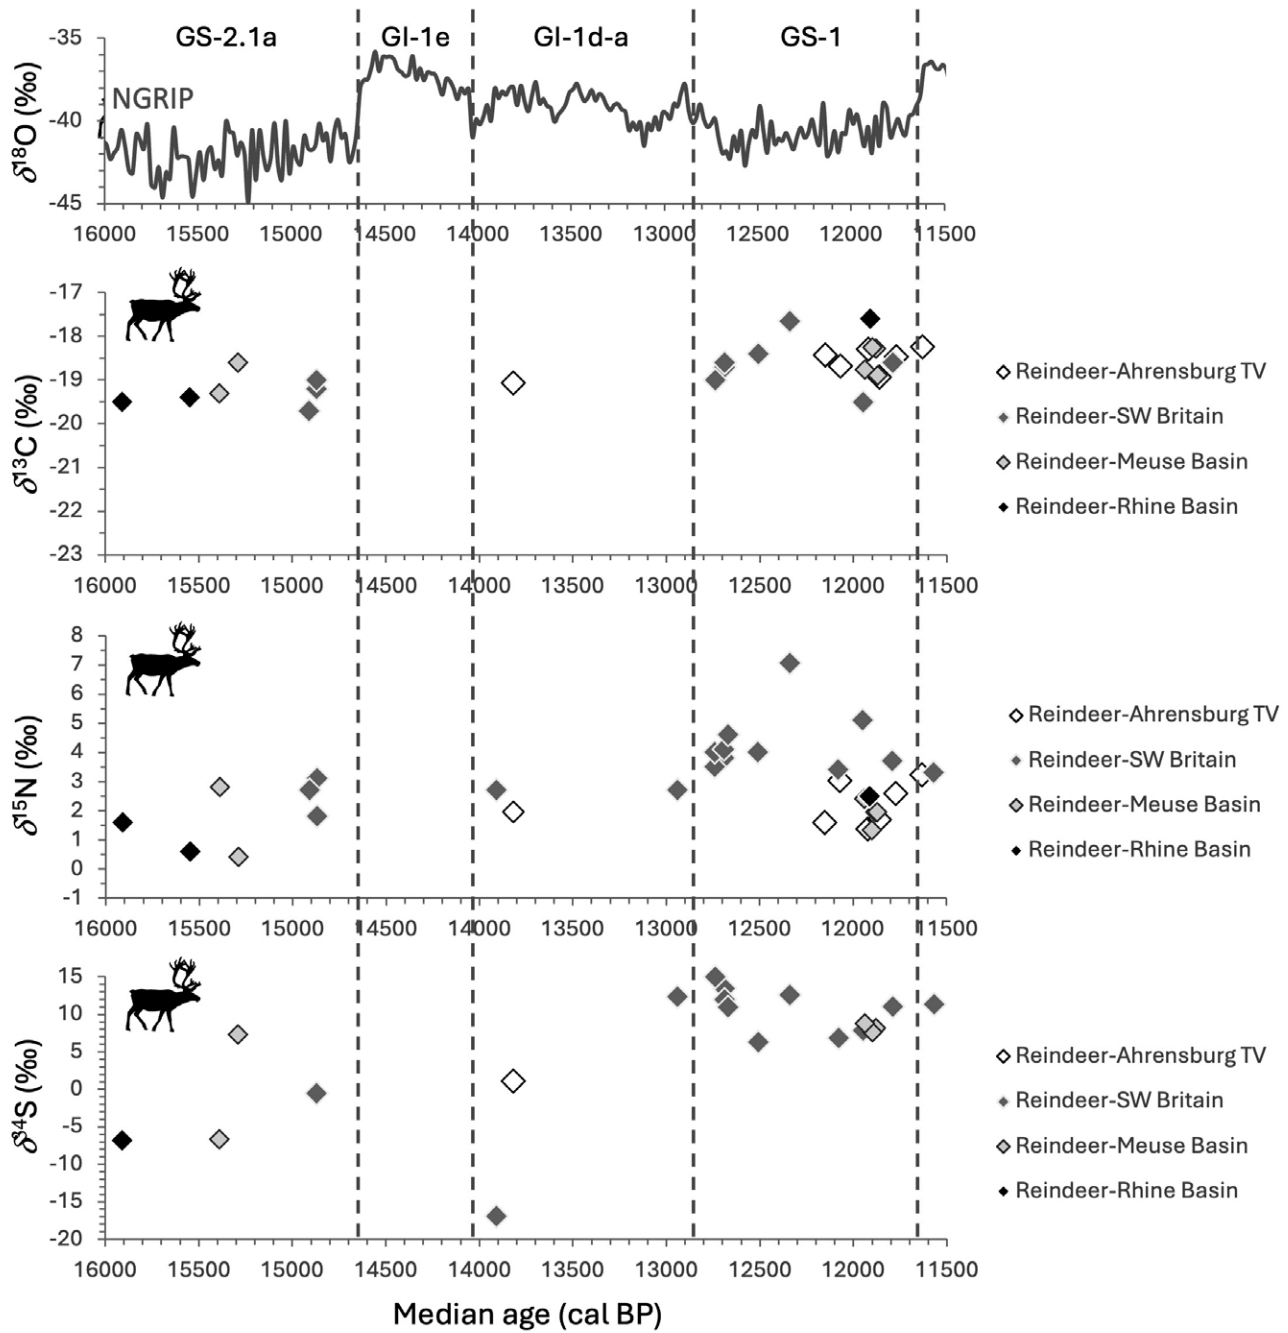 GS-2.1a GI-1e GI-1d-a GS-1
δ18O (‰)
-35
-40
-45
NGRIP
16000 15500 15000 14500 14000 13500 13000 12500 12000 11500
δ13C (‰)
-17
-18
-19
-20
-21
-22
-23
16000 15500 15000 14500 14000 13500 13000 12500 12000 11500
Reindeer-Ahrensburg TV
Reindeer-SW Britain
Reindeer-Meuse Basin
Reindeer-Rhine Basin
δ15N (‰)
8
7
6
5
4
3
2
1
0
-1
16000 15500 15000 14500 14000 13500 13000 12500 12000 11500
Reindeer-Ahrensburg TV
Reindeer-SW Britain
Reindeer-Meuse Basin
Reindeer-Rhine Basin
δ34S (‰)
15
10
5
0
-5
-10
-15
-20
16000 15500 15000 14500 14000 13500 13000 12500 12000 11500
Reindeer-Ahrensburg TV
Reindeer-SW Britain
Reindeer-Meuse Basin
Reindeer-Rhine Basin
Median age (cal BP)